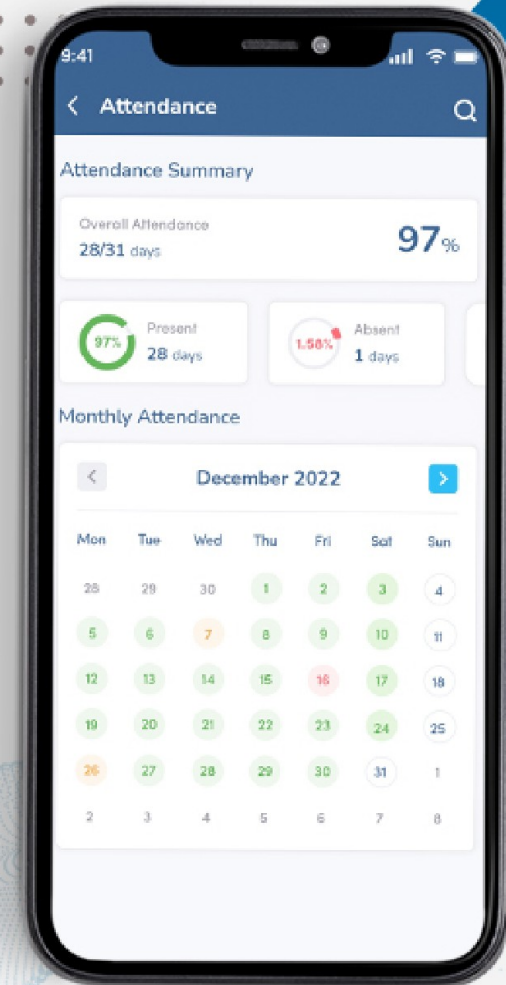 9:41
Attendance
Attendance Summary
Overall Attendance
28/31 days
97%
97%
Present
28 days
1.58%
Absent
1 days
Monthly Attendance
December 2022
Mon Tue Wed Thu Fri Sat Sun
28 29 30 1 2 3 4
5 6 7 8 9 10 11
12 13 14 15 16 17 18
19 20 21 22 23 24 25
26 27 28 29 30 31 1
2 3 4 5 6 7 8